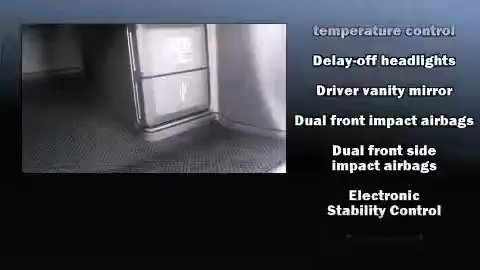 temperature control
Delay-off headlights
Driver vanity mirror
Dual front impact airbags
Dual front side
impact airbags
Electronic
Stability Control